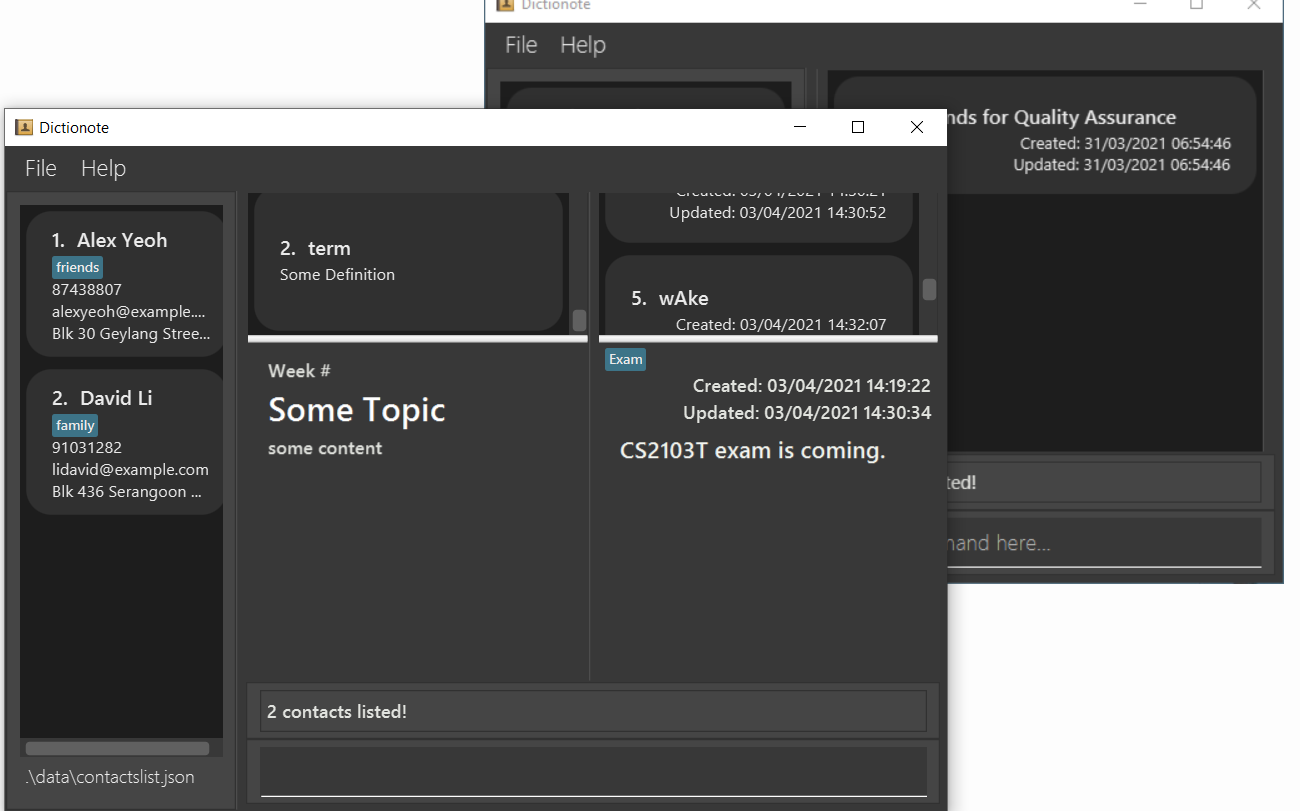 Dictionote
File Help
nds for Quality Assurance
Created: 31/03/2021 06:54:46
Updated: 31/03/2021 06:54:46
ted!
mand here...
Dictionote
File Help
1. Alex Yeoh
friends
87438807
alexyeoh@example....
Blk 30 Geylang Stree...
2. David Li
family
91031282
lidavid@example.com
Blk 436 Serangoon ...
.\data\contactslist.json
2. term
Some Definition
Week #
Some Topic
some content
Updated: 03/04/2021 14:30:52
5. wAke
Created: 03/04/2021 14:32:07
Exam
Created: 03/04/2021 14:19:22
Updated: 03/04/2021 14:30:34
CS2103T exam is coming.
2 contacts listed!